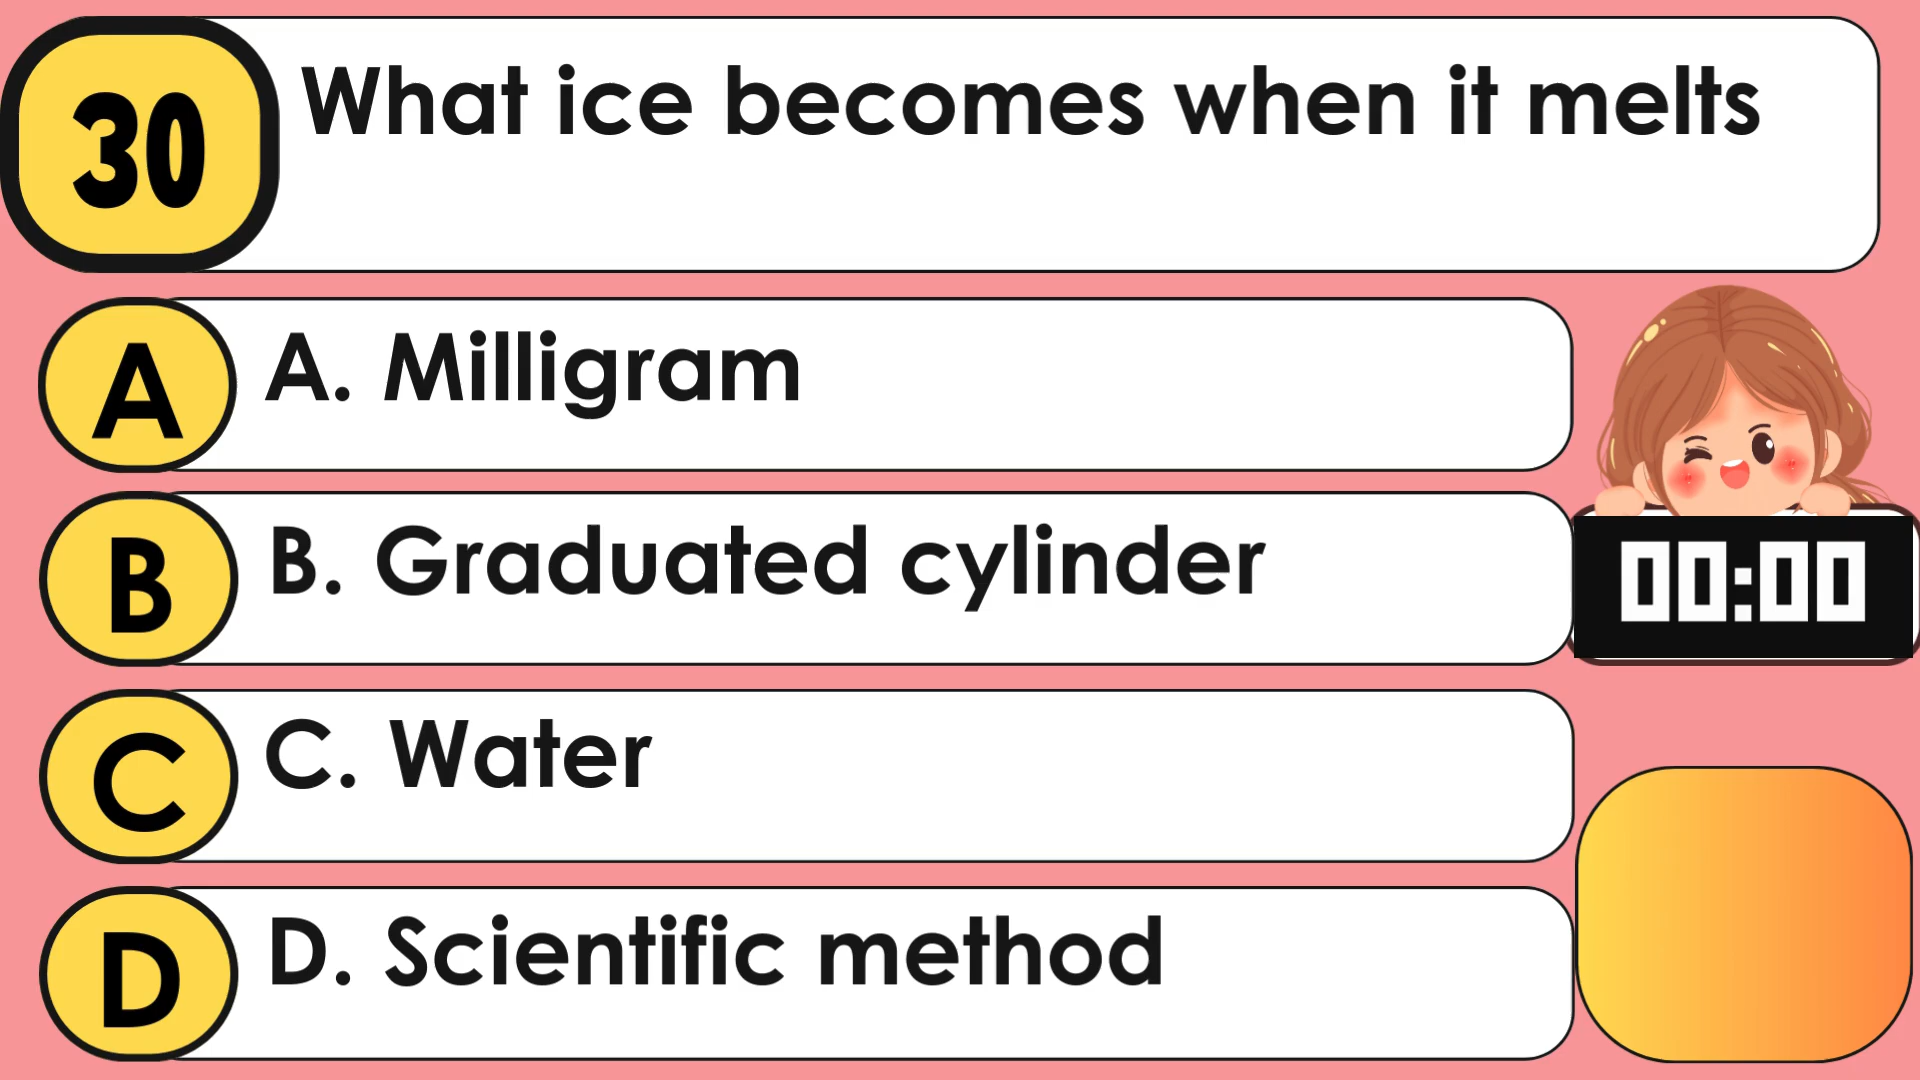 30
What ice becomes when it melts
A
A. Milligram
B
B. Graduated cylinder
00:00
C
C. Water
D
D. Scientific method